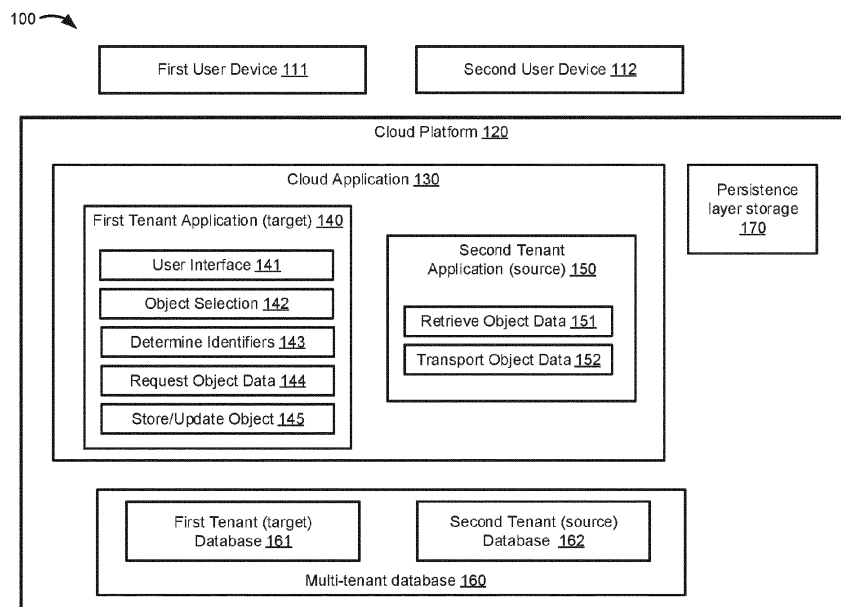 100
First User Device 111
Second User Device 112
Cloud Platform 120
Cloud Application 130
First Tenant Application (target) 140
User Interface 141
Object Selection 142
Determine Identifiers 143
Request Object Data 144
Store/Update Object 145
Second Tenant
Application (source) 150
Retrieve Object Data 151
Transport Object Data 152
Persistence
layer storage
170
First Tenant (target)
Database 161
Second Tenant (source)
Database 162
Multi-tenant database 160